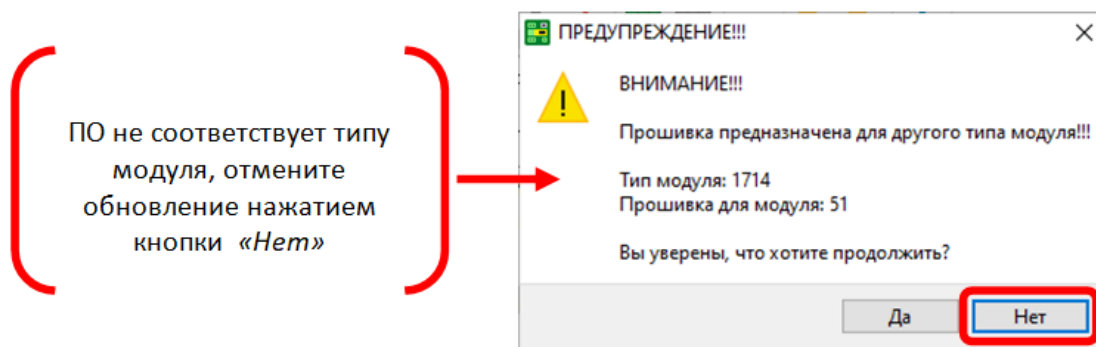 ПО не соответствует типу
модуля, отмените
обновление нажатием
кнопки «Нет»
ПРЕДУПРЕЖДЕНИЕ!!!
ВНИМАНИЕ!!!
Прошивка предназначена для другого типа модуля!!!
Тип модуля: 1714
Прошивка для модуля: 51
Вы уверены, что хотите продолжить?
Да
Нет